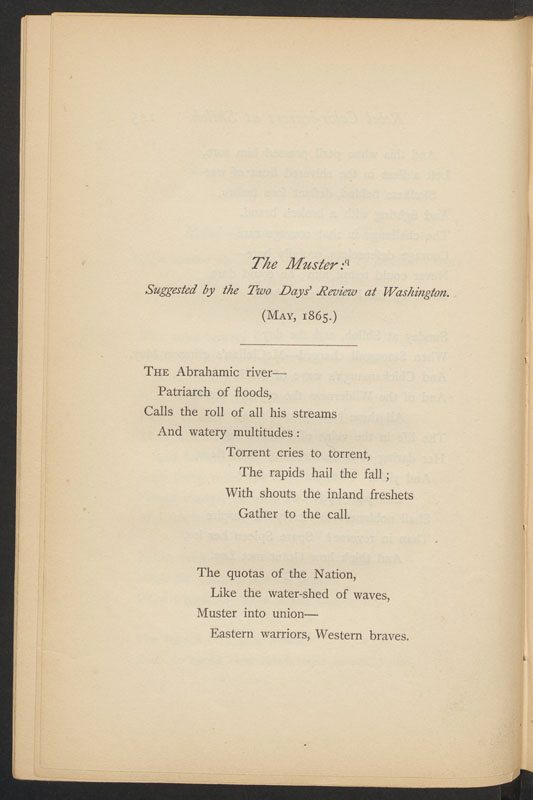 The Muster:q
Suggested by the Two Days' Review at Washington.
(May, 1865.)
The Abrahamic river—
Patriarch of floods,
Calls the roll of all his streams
And watery multitudes:
Torrent cries to torrent,
The rapids hail the fall;
With shouts the inland freshets
Gather to the call.
The quotas of the Nation,
Like the water-shed of waves,
Muster into union—
Eastern warriors, Western braves.